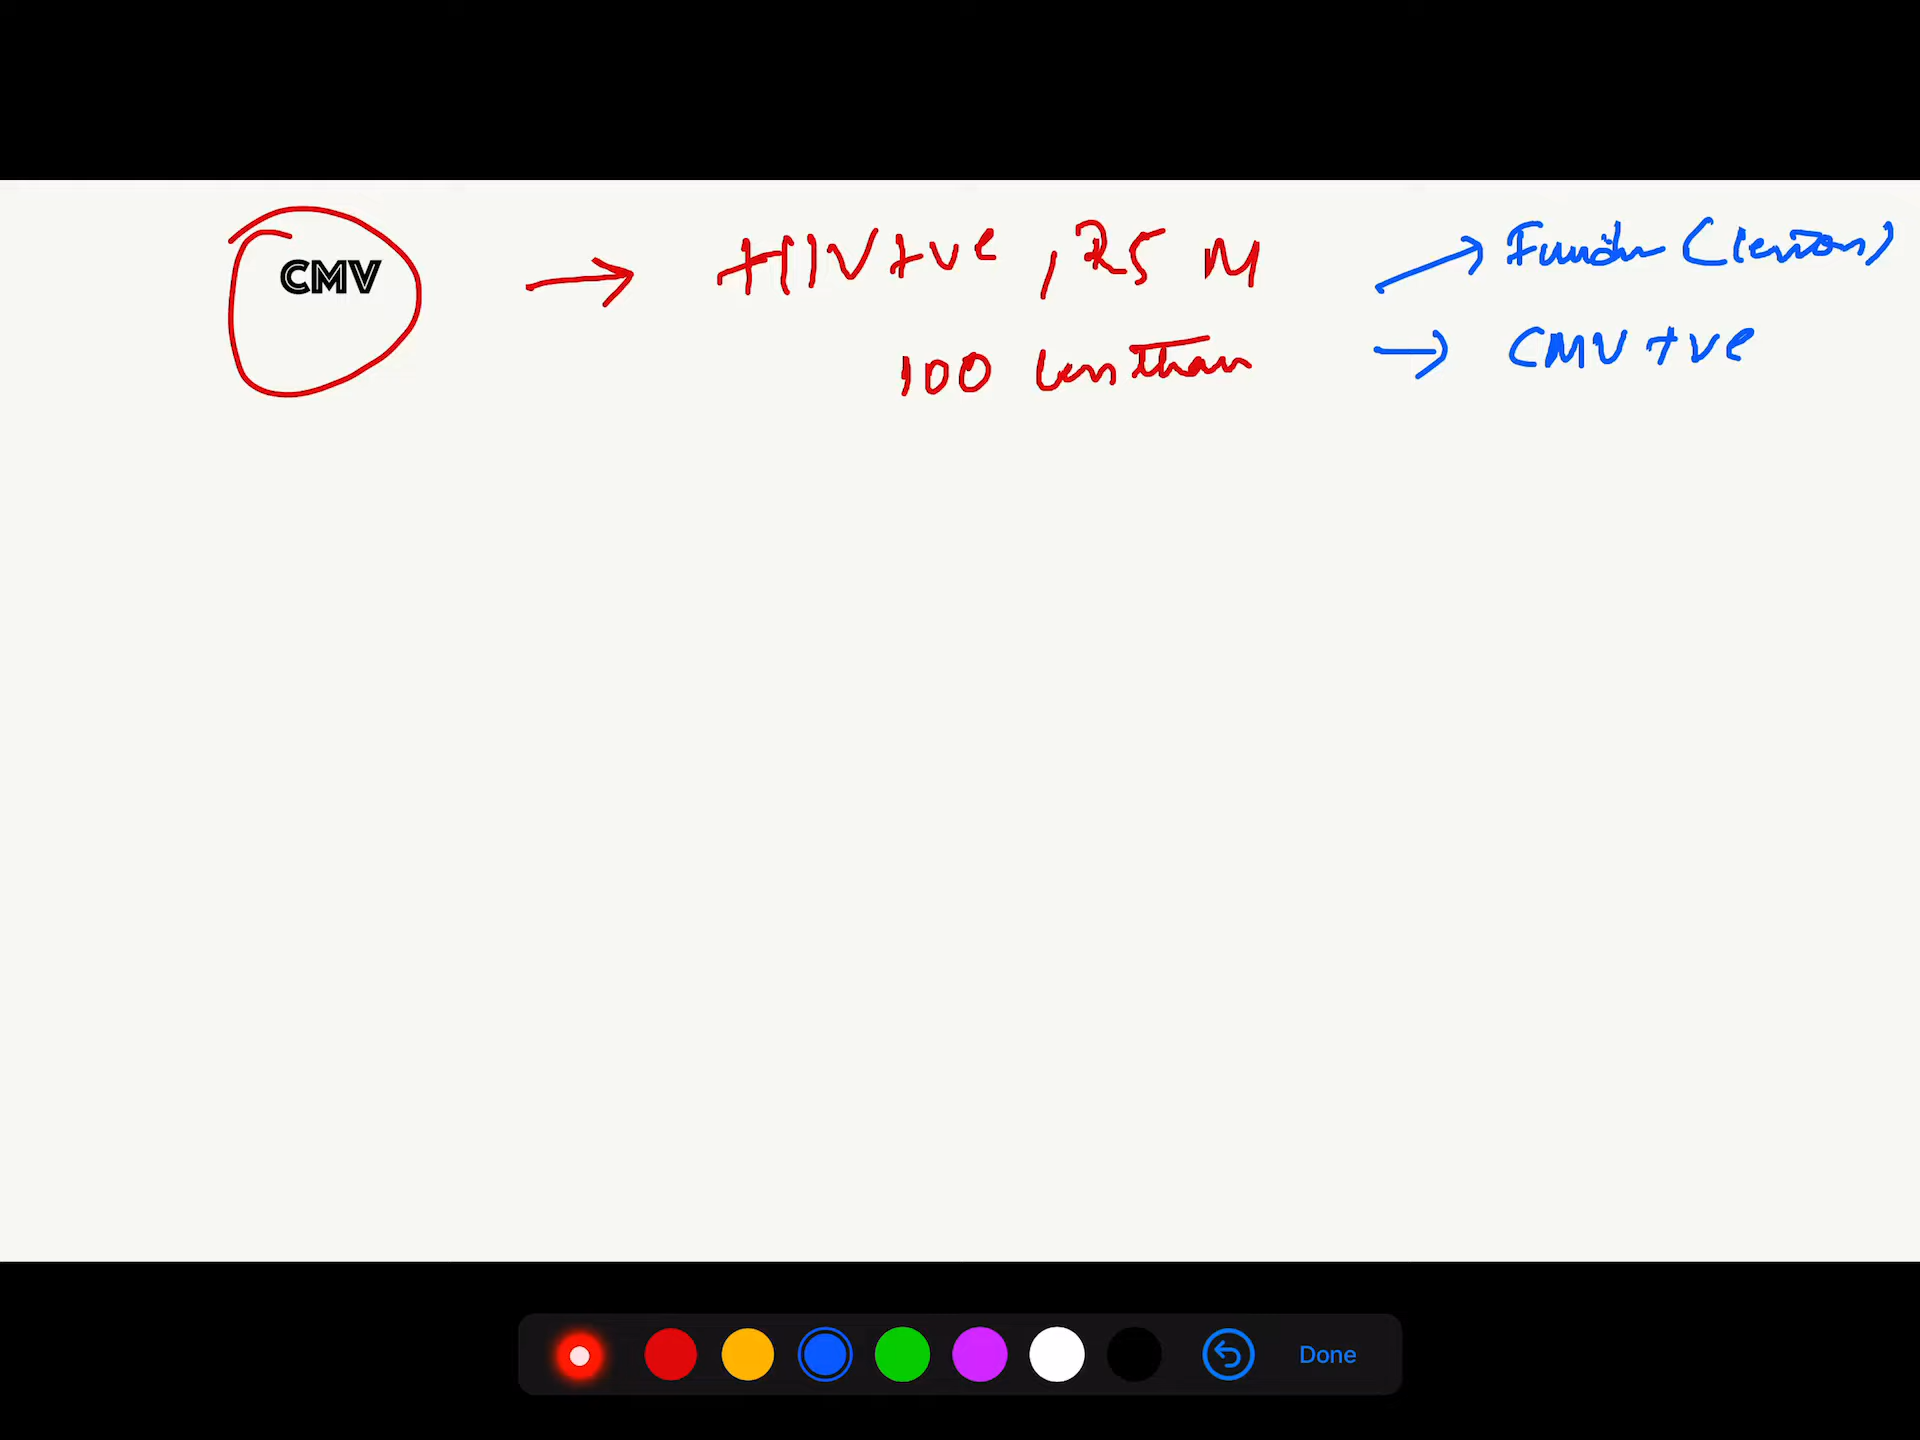 CMV
HIV +ve, 25 M
100 less than
Fundus (lesions)
CMV +ve
Done